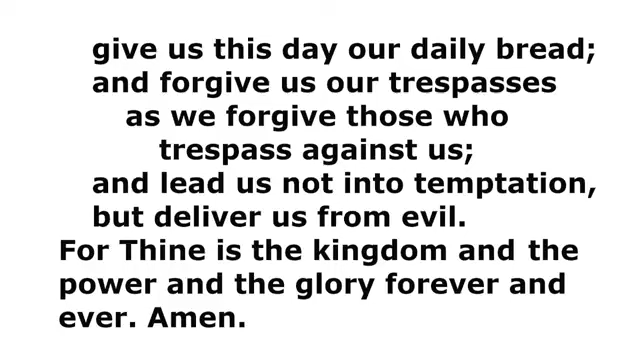 give us this day our daily bread;
and forgive us our trespasses
as we forgive those who
trespass against us;
and lead us not into temptation,
but deliver us from evil.
For Thine is the kingdom and the
power and the glory forever and
ever. Amen.